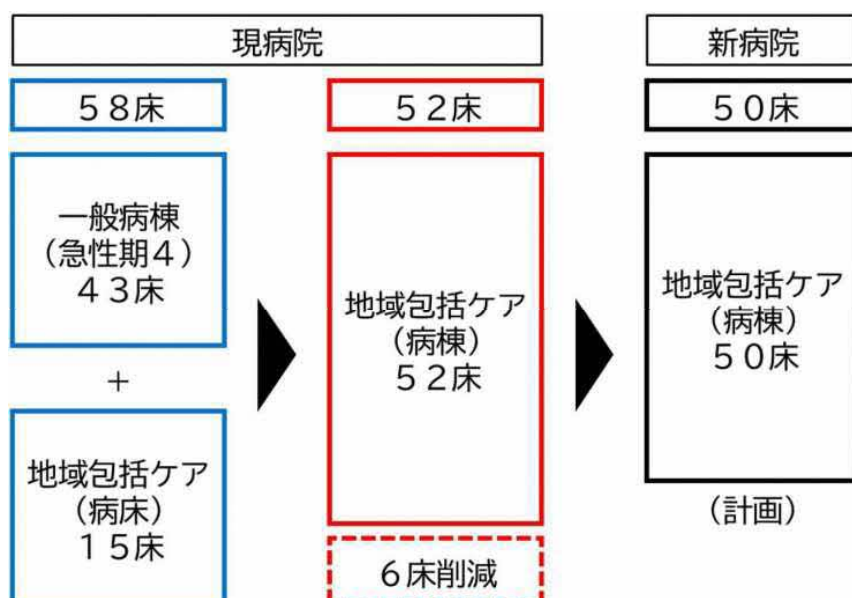 現病院
新病院
５８床
５２床
５０床
一般病棟
（急性期４）
４３床
＋
地域包括ケア
（病床）
１５床
地域包括ケア
（病棟）
５２床
６床削減
地域包括ケア
（病棟）
５０床
（計画）